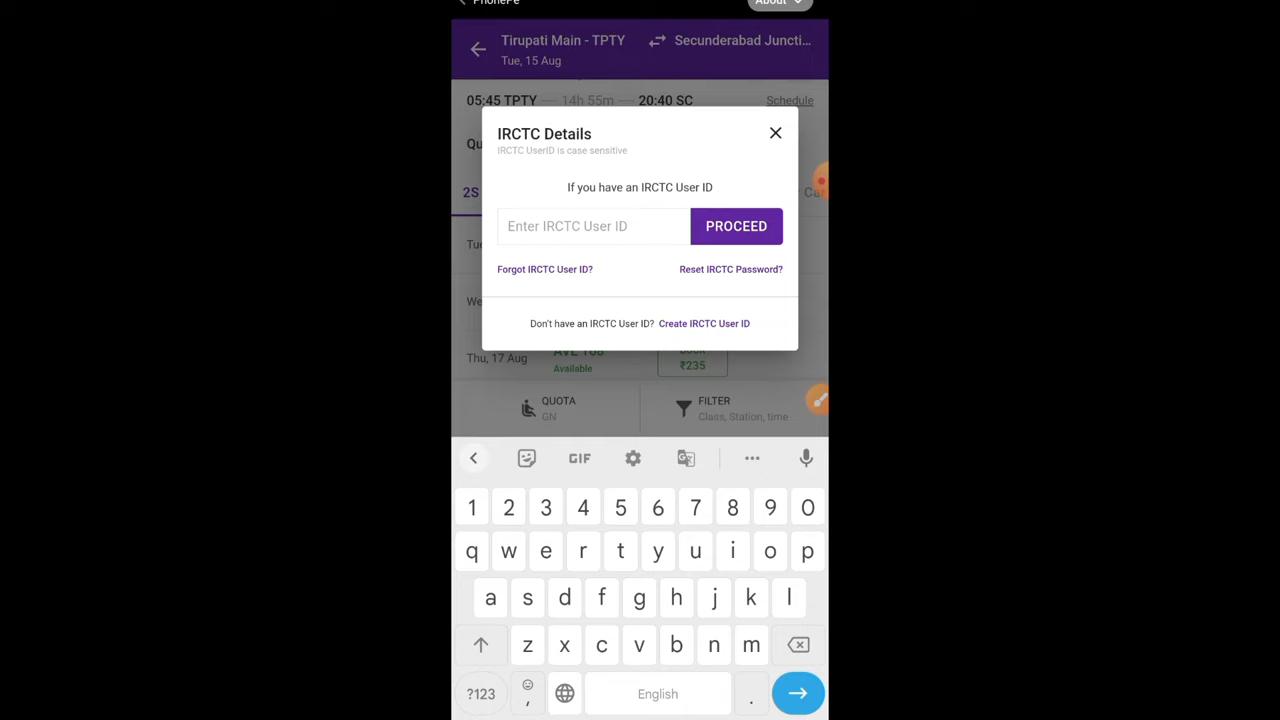 PhonePe
About
Tirupati Main - TPTY
Secunderabad Juncti...
Tue, 15 Aug
05:45 TPTY
14h 55m
20:40 SC
Schedule
IRCTC Details
IRCTC UserID is case sensitive
If you have an IRCTC User ID
Enter IRCTC User ID
PROCEED
2S
Forgot IRCTC User ID?
Reset IRCTC Password?
Don't have an IRCTC User ID? Create IRCTC User ID
Thu, 17 Aug
Available
₹235
QUOTA
GN
FILTER
Class, Station, time
GIF
1 2 3 4 5 6 7 8 9 0
q w e r t y u i o p
a s d f g h j k l
z x c v b n m
?123
,
English
.